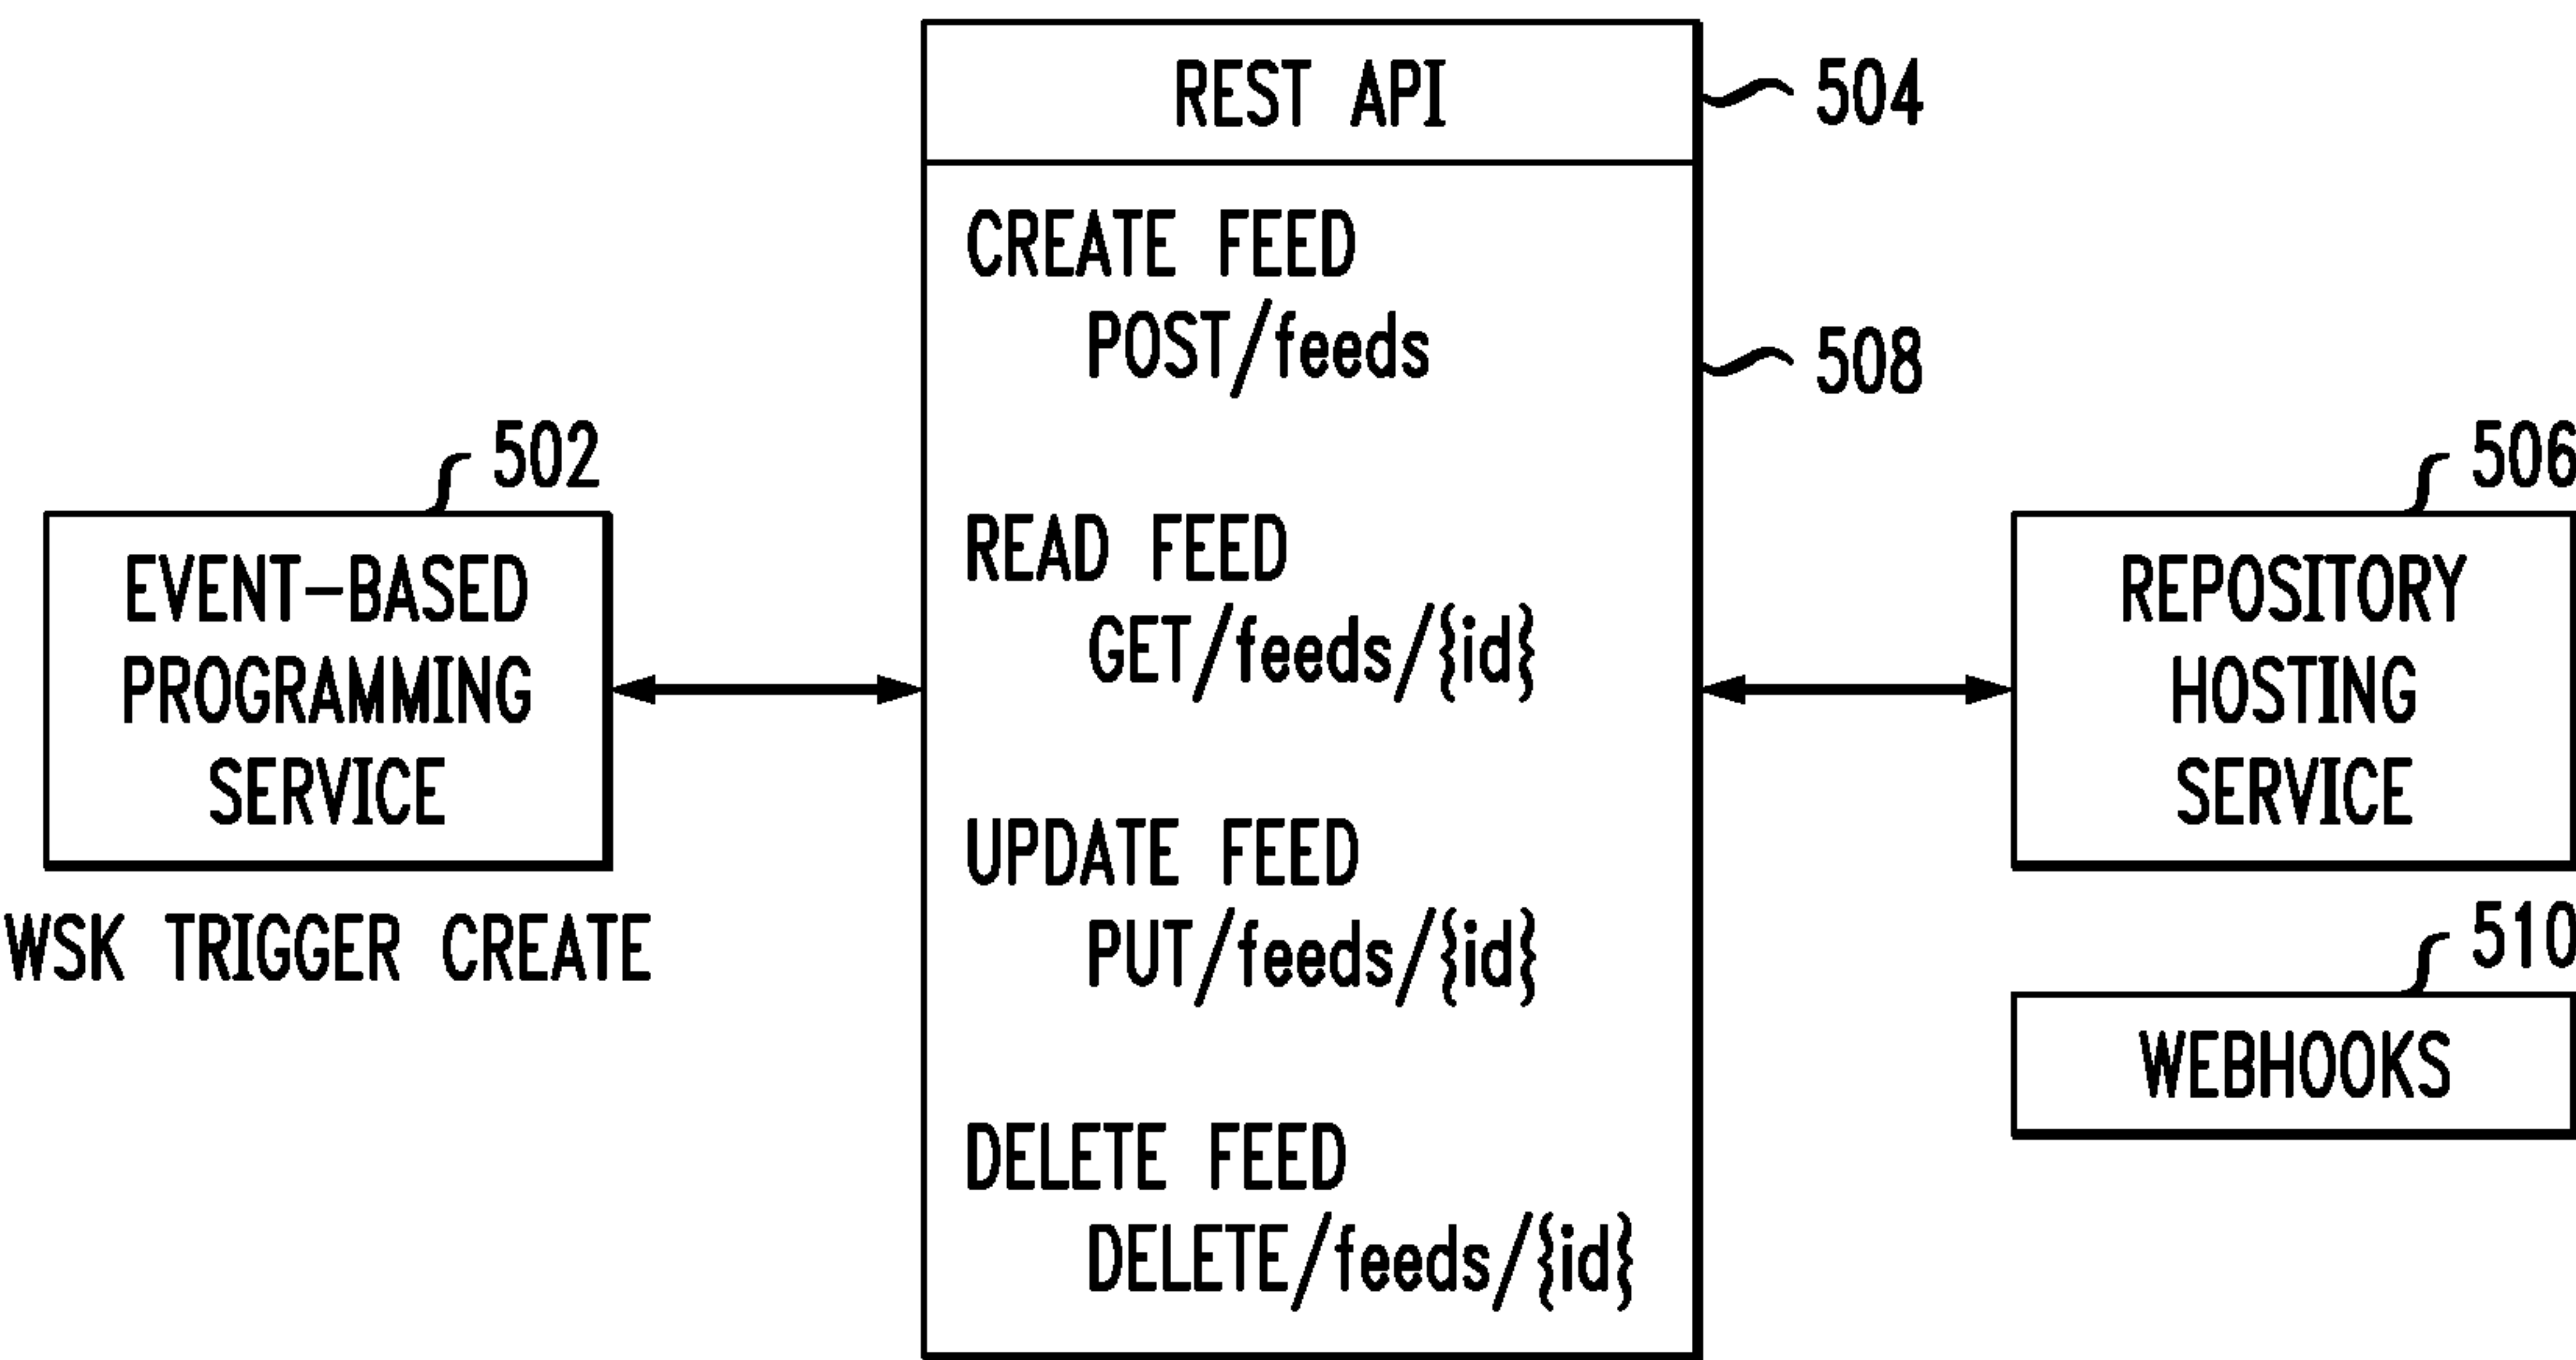 REST API
504
CREATE FEED
POST/feeds
508
READ FEED
GET/feeds/{id}
UPDATE FEED
PUT/feeds/{id}
DELETE FEED
DELETE/feeds/{id}
502
EVENT-BASED
PROGRAMMING
SERVICE
WSK TRIGGER CREATE
506
REPOSITORY
HOSTING
SERVICE
510
WEBHOOKS